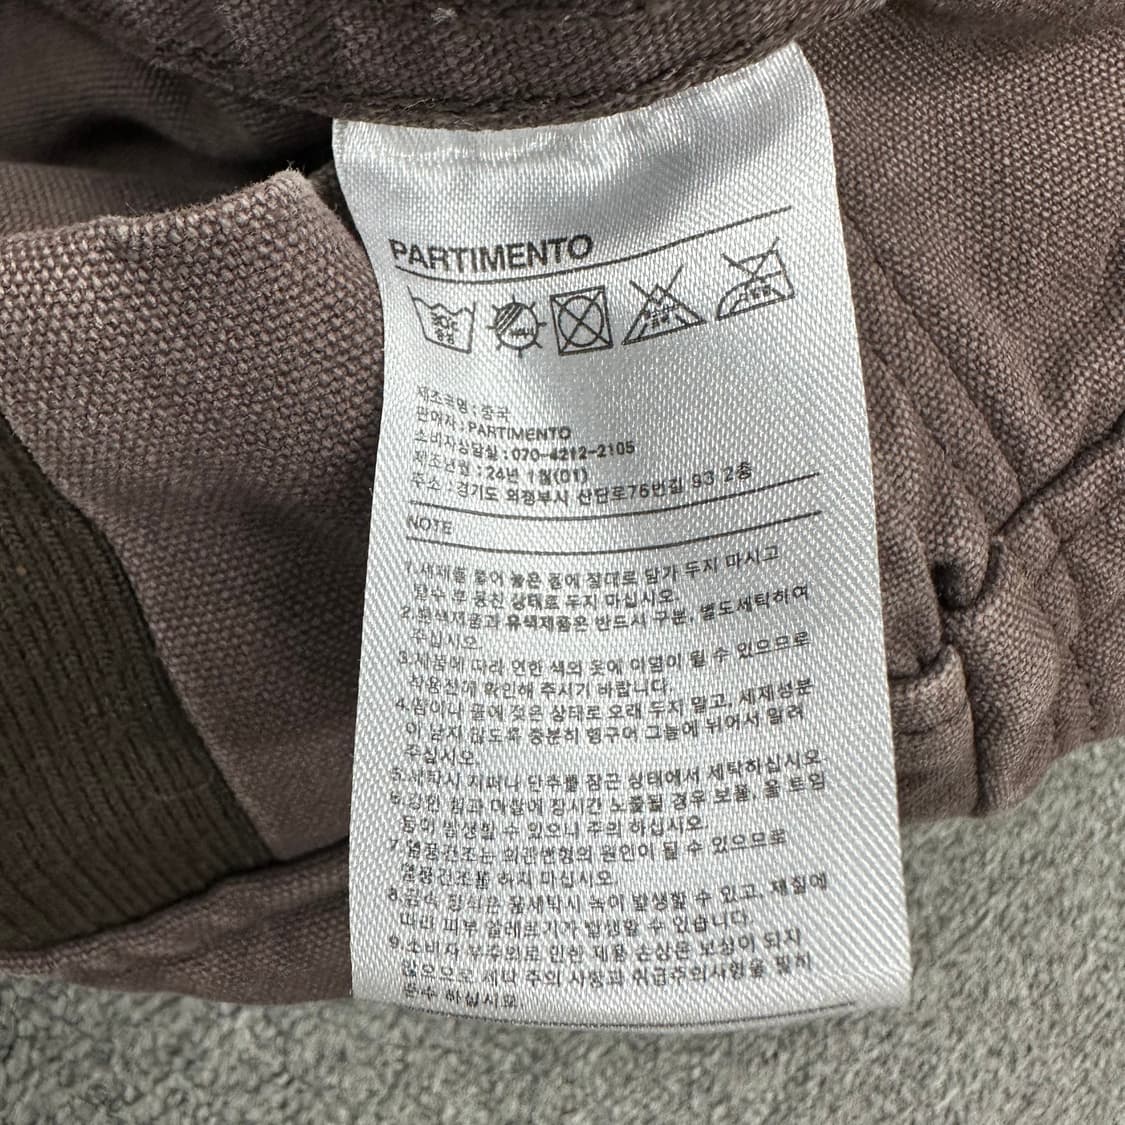 PARTIMENTO
제조국명 : 중국
판매자 : PARTIMENTO
소비자상담실 : 070-4212-2105
제조년월 : 24년 1월(01)
주소 : 경기도 의정부시 산단로76번길 93 2층
NOTE
1.세제를 풀어 놓은 물에 장대로 담가 두지 마시고
탈수 후 뭉친 상태로 두지 마십시오.
2.흰색제품과 유색제품은 반드시 구분, 별도세탁하여
주십시오.
3.제품에 따라 연한 색의 옷에 이염이 될 수 있으므로
착용전에 확인해 주시기 바랍니다.
4.땀이나 물에 젖은 상태로 오래 두지 말고, 세제성분
이 남지 않도록 충분히 헹구어 그늘에 뉘어서 말려
주십시오.
5.세탁시 지퍼나 단추를 잠근 상태에서 세탁하십시오
6.강한 힘과 마찰에 장시간 노출될 경우 보풀, 올 트임
등이 발생할 수 있으니 주의 하십시오
7.열풍건조는 외관변형의 원인이 될 수 있으므로
열풍건조를 하지 마십시오.
8.금속 장식은 물세탁시 녹이 발생할 수 있고, 재질에
따라 피부 알레르기가 발생할 수 있습니다.
9.소비자 부주의로 인한 제품 손상은 보상이 되지
않으므로 세탁 주의 사항과 취급주의사항을 필히
준수 하십시오